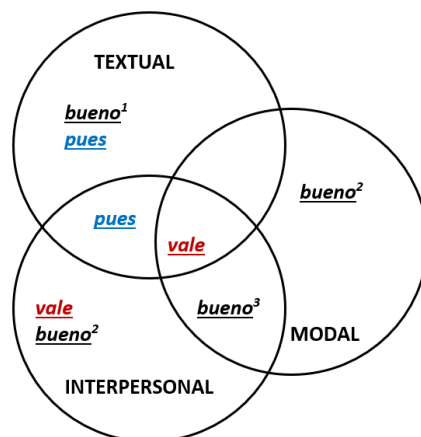 TEXTUAL
bueno¹
pues
bueno²
pues
vale
vale
bueno³
bueno²
MODAL
INTERPERSONAL